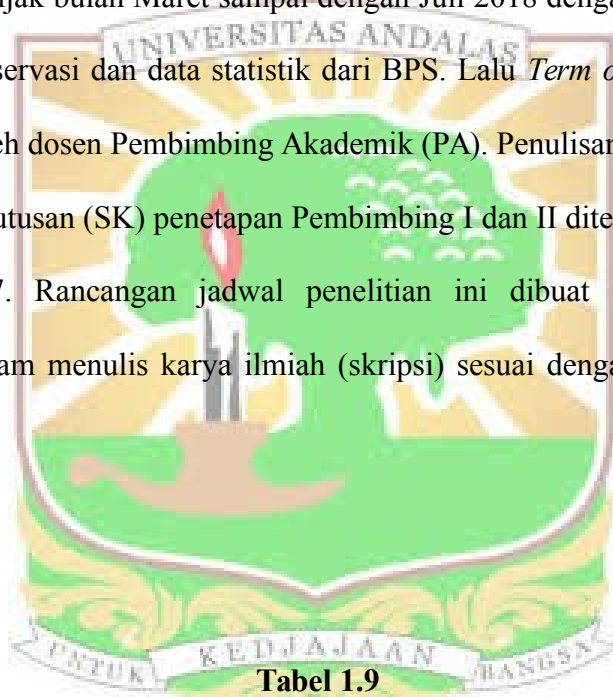 jak bulan Maret sampai dengan Juli 2018 denga
UNIVERSITAS ANDALAS
servasi dan data statistik dari BPS. Lalu Term o
eh dosen Pembimbing Akademik (PA). Penulisan
utusan (SK) penetapan Pembimbing I dan II dite
7. Rancangan jadwal penelitian ini dibuat
am menulis karya ilmiah (skripsi) sesuai denga
UNTUK KEDJAJAAN BANGSA
Tabel 1.9